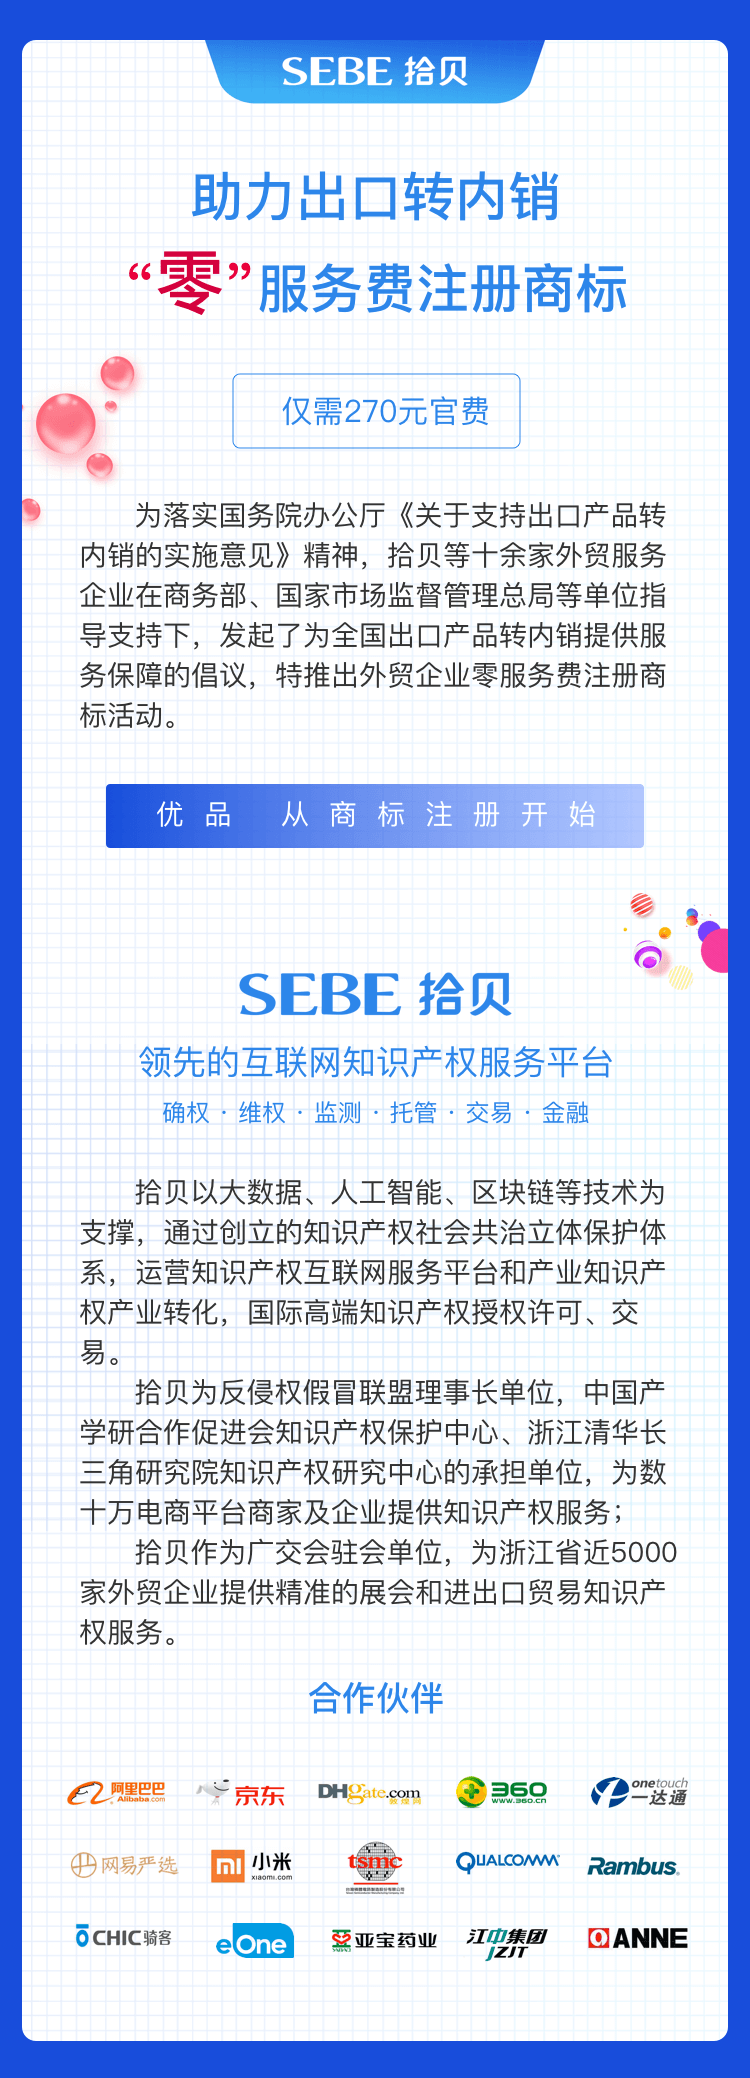 SEBE 拾贝
助力出口转内销
“零”服务费注册商标
仅需270元官费
为落实国务院办公厅《关于支持出口产品转
内销的实施意见》精神，拾贝等十余家外贸服务
企业在商务部、国家市场监督管理总局等单位指
导支持下，发起了为全国出口产品转内销提供服
务保障的倡议，特推出外贸企业零服务费注册商
标活动。
优品 从商标注册开始
SEBE 拾贝
领先的互联网知识产权服务平台
确权 · 维权 · 监测 · 托管 · 交易 · 金融
拾贝以大数据、人工智能、区块链等技术为
支撑，通过创立的知识产权社会共治立体保护体
系，运营知识产权互联网服务平台和产业知识产
权产业转化，国际高端知识产权授权许可、交
易。
拾贝为反侵权假冒联盟理事长单位，中国产
学研合作促进会知识产权保护中心、浙江清华长
三角研究院知识产权研究中心的承担单位，为数
十万电商平台商家及企业提供知识产权服务；
拾贝作为广交会驻会单位，为浙江省近5000
家外贸企业提供精准的展会和进出口贸易知识产
权服务。
合作伙伴
阿里巴巴 Alibaba.com
京东
DHgate.com 敦煌网
360 www.360.cn
onetouch 一达通
网易严选
mi 小米 xiaomi.com
tsmc
QUALCOMM
Rambus
CHIC骑客
eOne
亚宝药业
江中集团 JZJT
ANNE